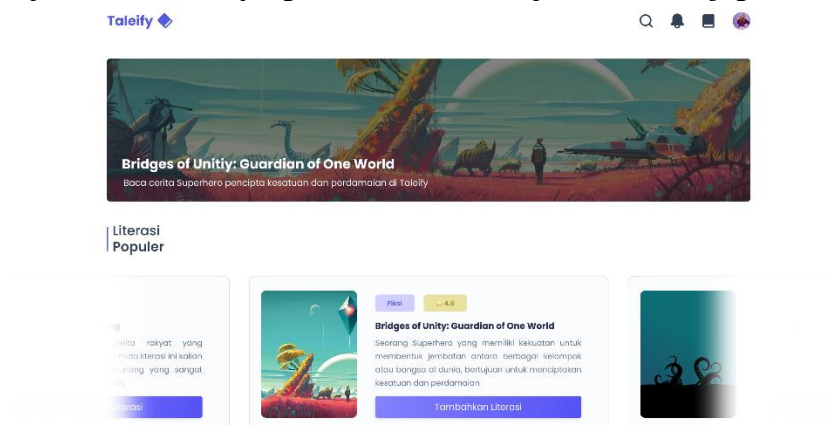 Taleify
Bridges of Unitiy: Guardian of One World
Baca cerita Superhero pencipta kesatuan dan perdamaian di Taleify
Literasi
Populer
rakyat yang
literasi ini kalian
yang sangat
Fiksi
4.8
Bridges of Unity: Guardian of One World
Seorang Superhero yang memiliki kekuatan untuk
membentuk jembatan antara berbagai kelompok
atau bangsa di dunia, bertujuan untuk menciptakan
kesatuan dan perdamaian
Tambahkan Literasi